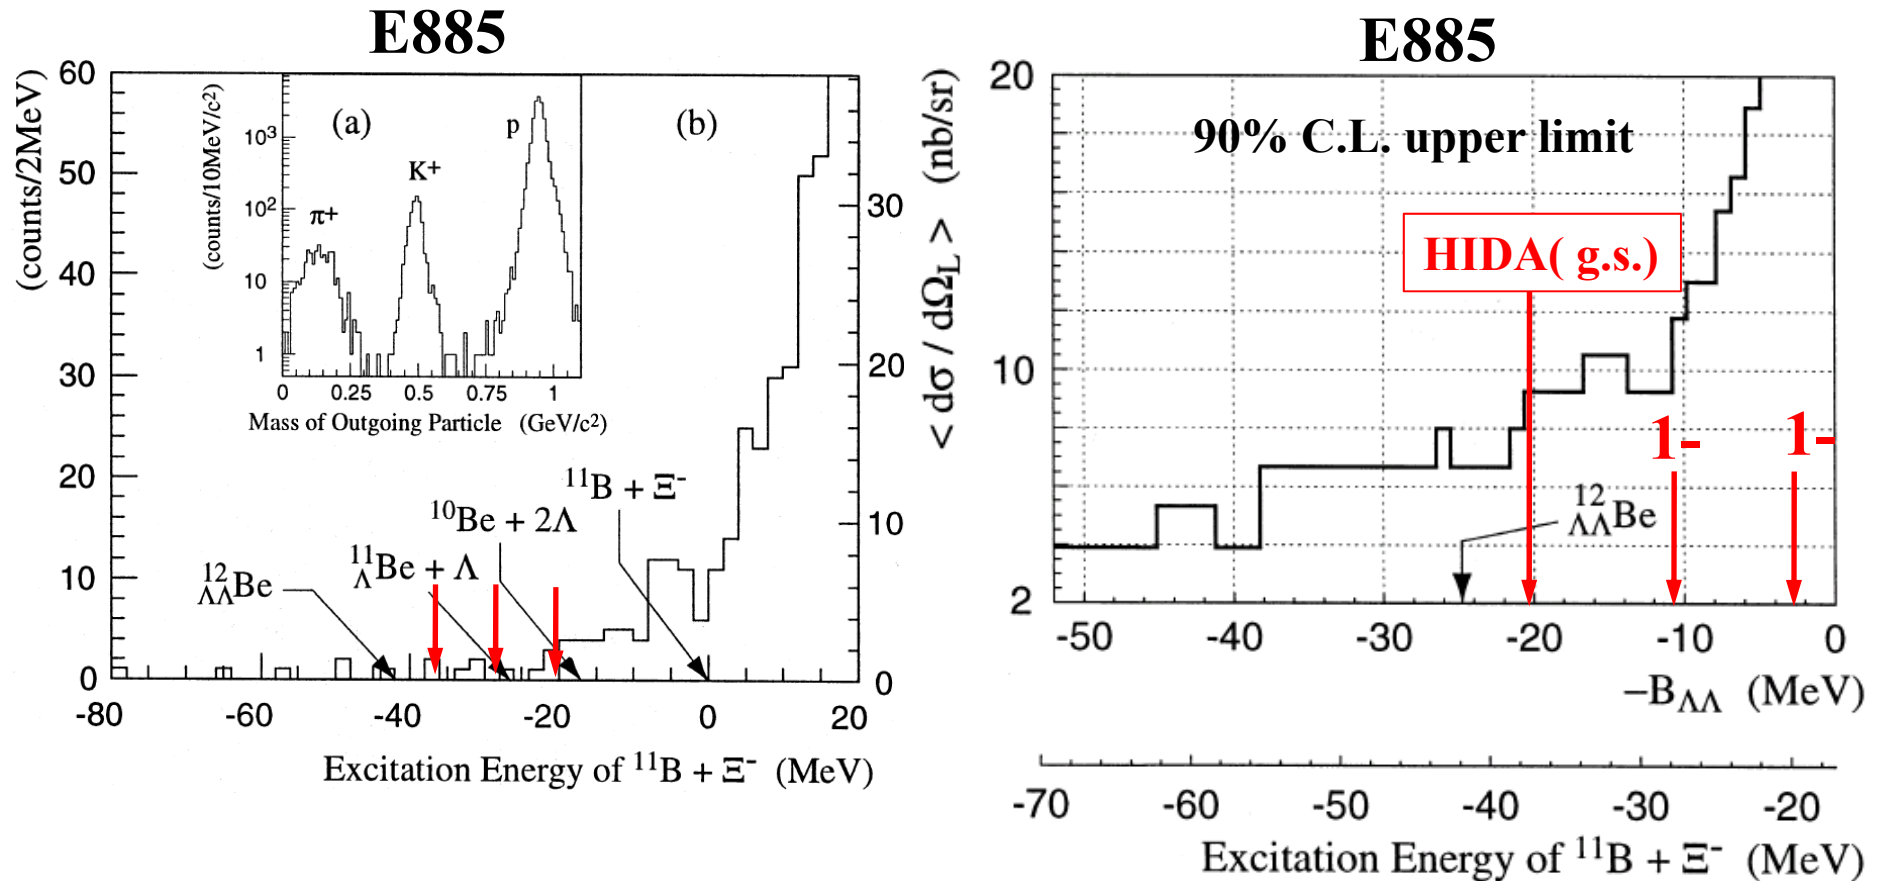 E885
60
50
40
30
20
10
0
(counts/2MeV)
-80 -60 -40 -20 0 20
Excitation Energy of ¹¹B + Ξ⁻ (MeV)
(a)
(b)
π+
K+
p
10³
10²
10
1
(counts/10MeV/c²)
0 0.25 0.5 0.75 1
Mass of Outgoing Particle (GeV/c²)
¹²ΛΛBe
¹¹ΛBe + Λ
¹⁰Be + 2Λ
¹¹B + Ξ⁻
30
20
10
0
< dσ / dΩL > (nb/sr)
E885
20
10
2
90% C.L. upper limit
HIDA( g.s.)
1-
1-
¹²ΛΛBe
-50 -40 -30 -20 -10 0
−BΛΛ (MeV)
-70 -60 -50 -40 -30 -20
Excitation Energy of ¹¹B + Ξ⁻ (MeV)